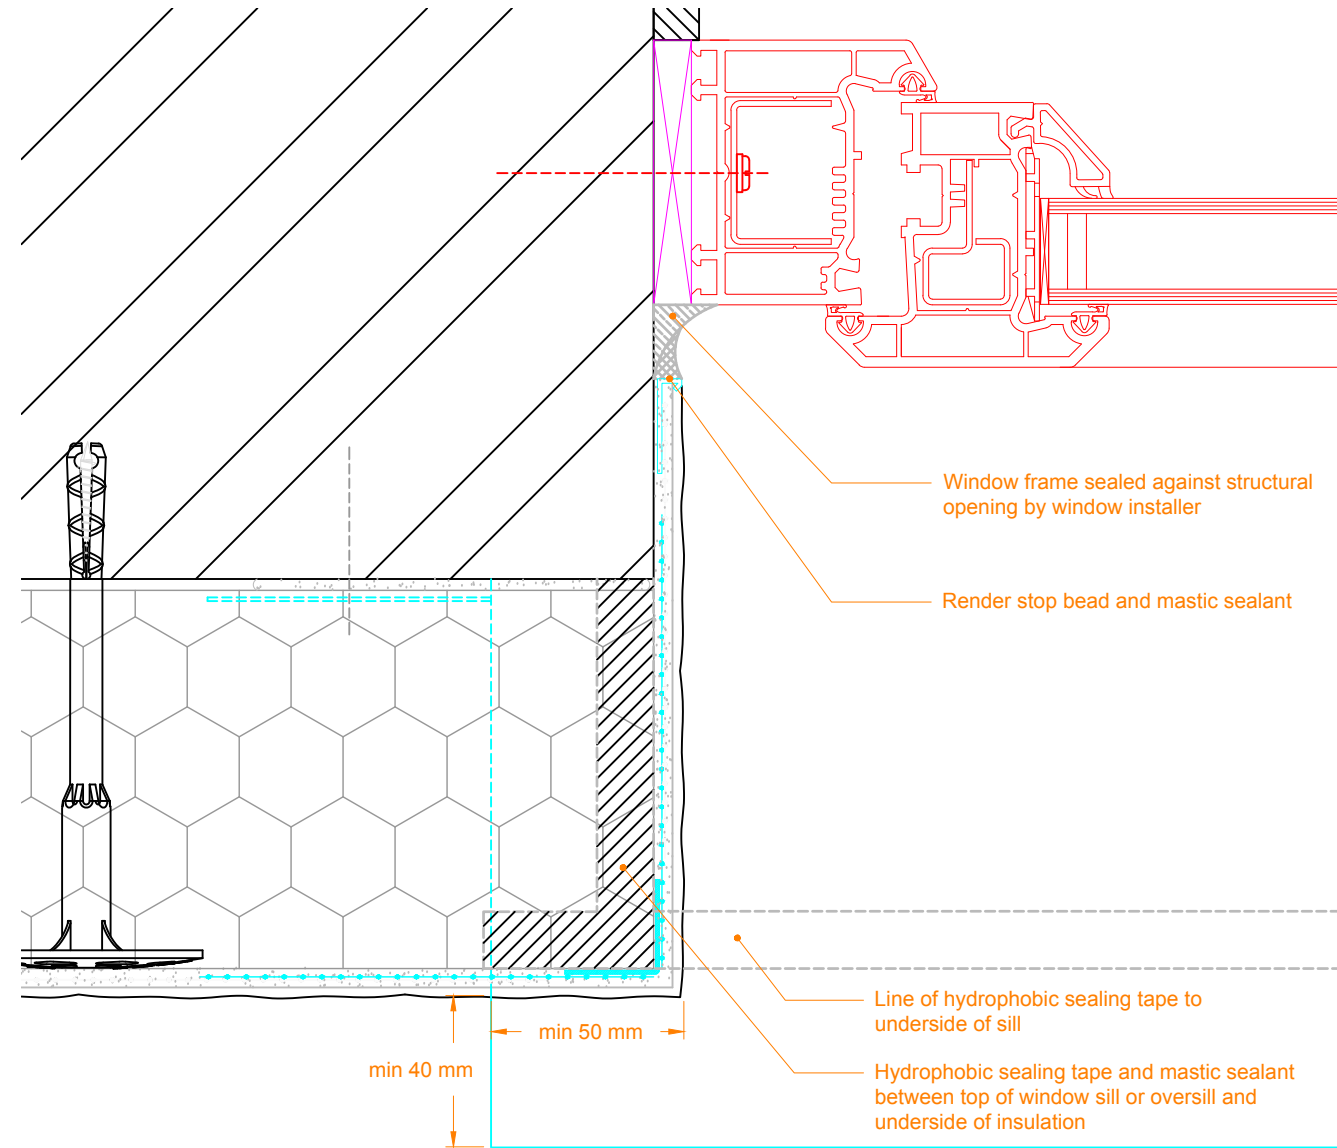 Window frame sealed against structural
opening by window installer
Render stop bead and mastic sealant
Line of hydrophobic sealing tape to
underside of sill
min 50 mm
min 40 mm
Hydrophobic sealing tape and mastic sealant
between top of window sill or oversill and
underside of insulation